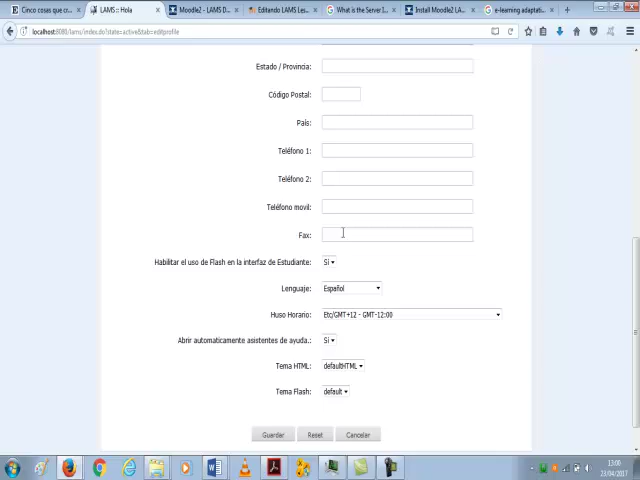 Cinco cosas que cr...
LAMS :: Hola
Moodle2 - LAMS D...
Editando LAMS Les...
What is the Server I...
Install Moodle2 LA...
e-learning adaptati...
localhost:8080/lams/index.do?state=active&tab=editprofile
Estado / Provincia:
Código Postal:
País:
Teléfono 1:
Teléfono 2:
Teléfono movil:
Fax:
Habilitar el uso de Flash en la interfaz de Estudiante: Si
Lenguaje: Español
Huso Horario: Etc/GMT+12 - GMT-12:00
Abrir automaticamente asistentes de ayuda.: Si
Tema HTML: defaultHTML
Tema Flash: default
Guardar Reset Cancelar
13:00
23/04/2017